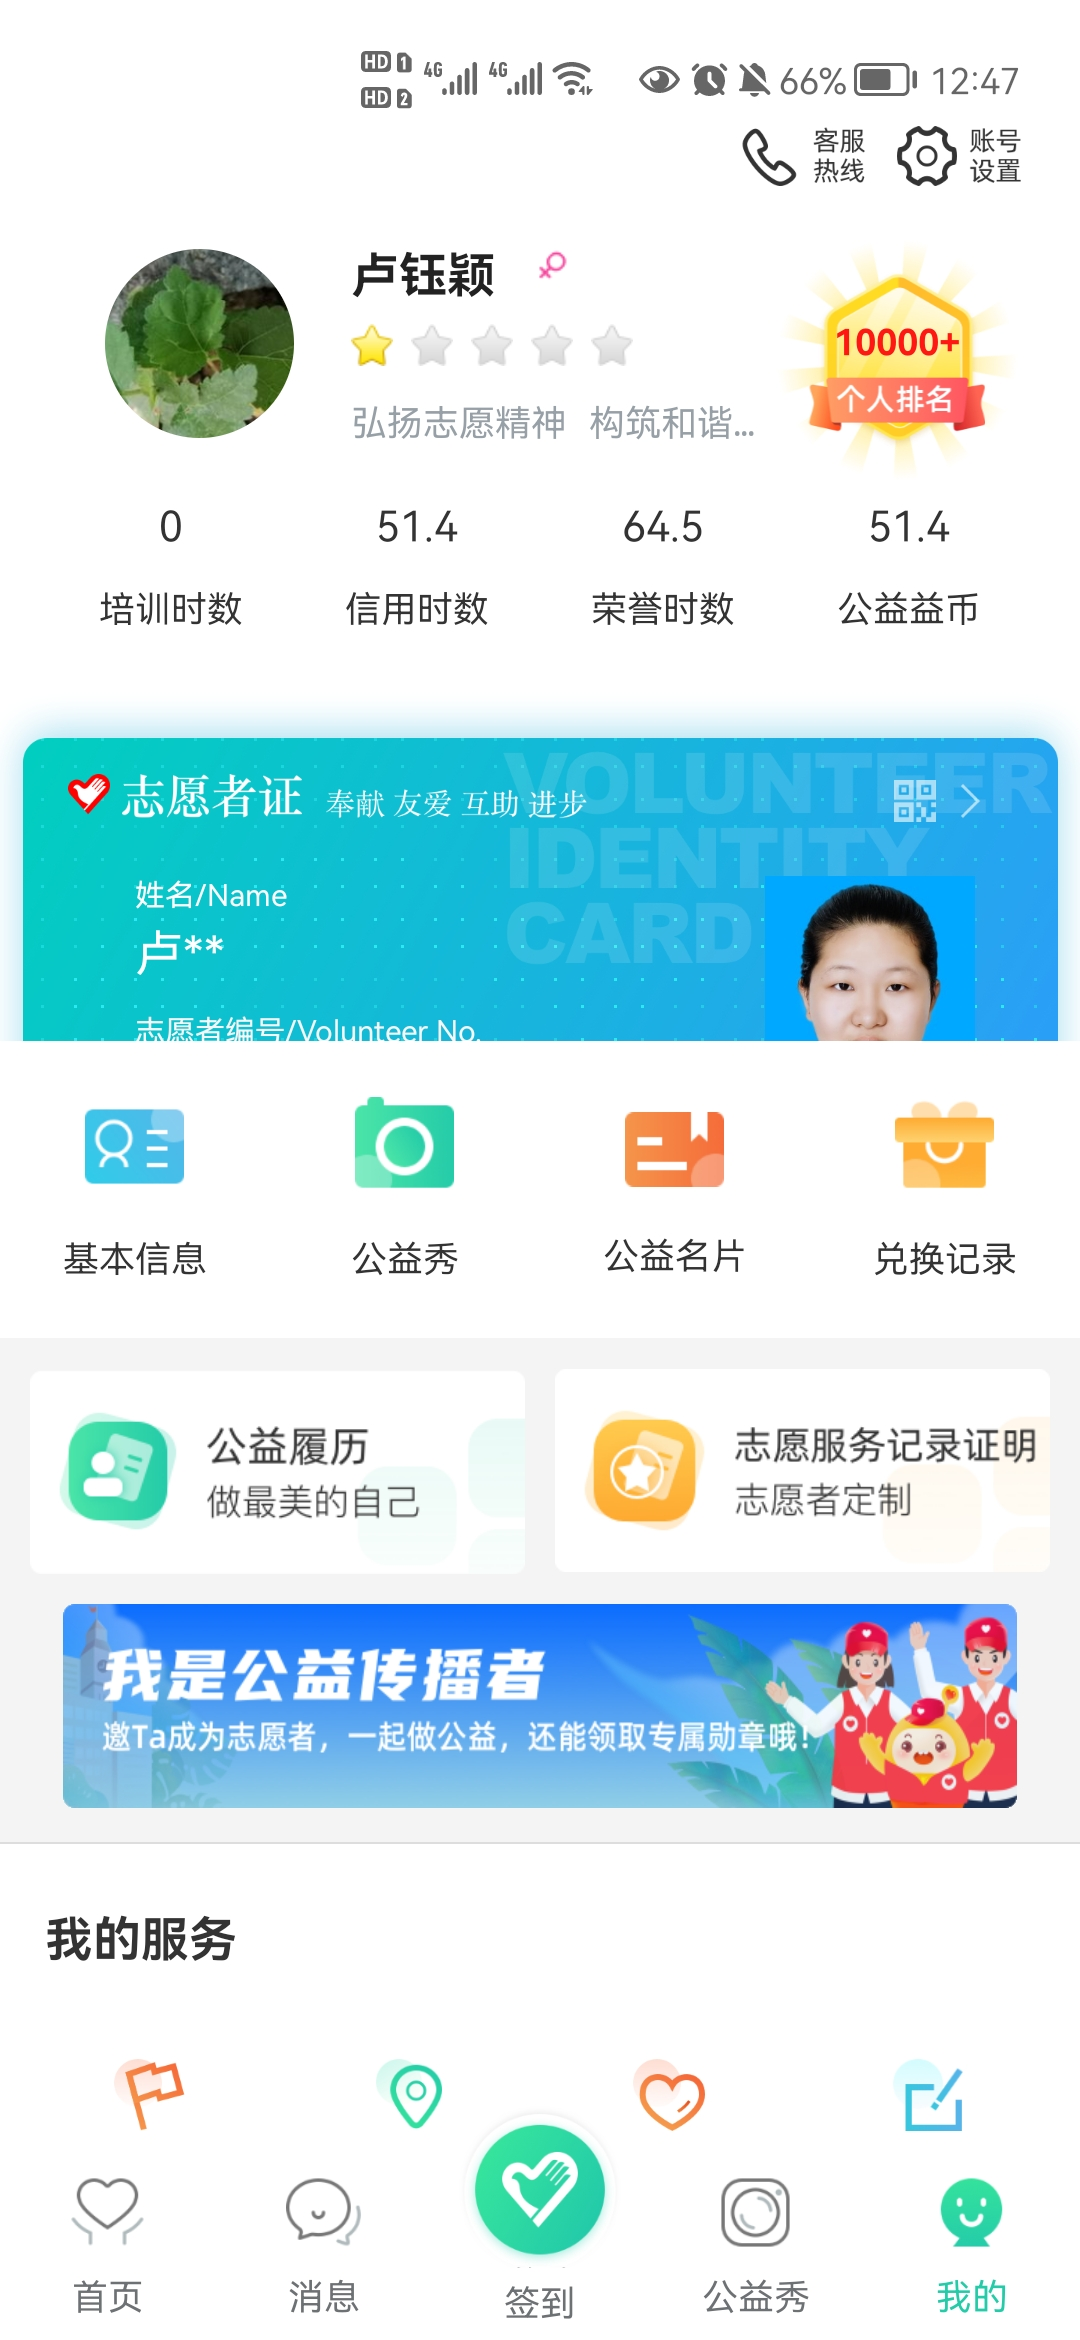 HD 1 4G 4G 66% 12:47
HD 2
客服热线
账号设置
卢钰颖
10000+
个人排名
弘扬志愿精神 构筑和谐...
0 51.4 64.5 51.4
培训时数 信用时数 荣誉时数 公益益币
VOLUNTEER
IDENTITY
CARD
志愿者证 奉献 友爱 互助 进步
姓名/Name
卢**
志愿者编号/Volunteer No.
基本信息 公益秀 公益名片 兑换记录
公益履历
做最美的自己
志愿服务记录证明
志愿者定制
我是公益传播者
邀Ta成为志愿者，一起做公益，还能领取专属勋章哦！
我的服务
首页 消息 签到 公益秀 我的